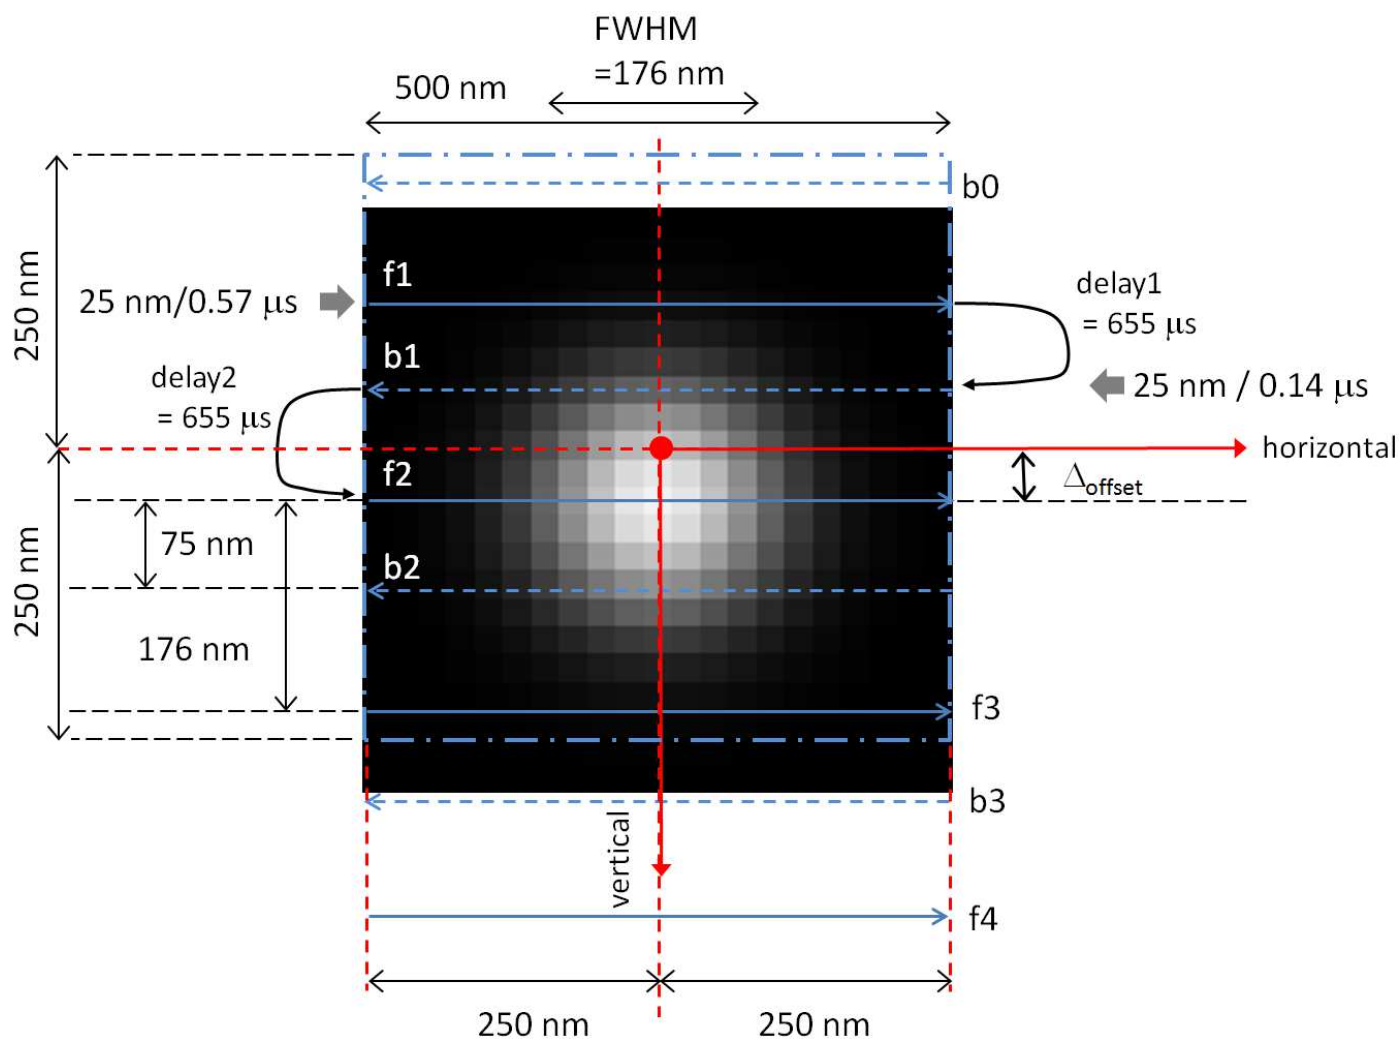 FWHM
=176 nm
500 nm
b0
250 nm
f1
25 nm/0.57 μs
delay1
= 655 μs
b1
delay2
= 655 μs
25 nm / 0.14 μs
horizontal
f2
Δoffset
75 nm
b2
250 nm
176 nm
f3
b3
vertical
f4
250 nm
250 nm